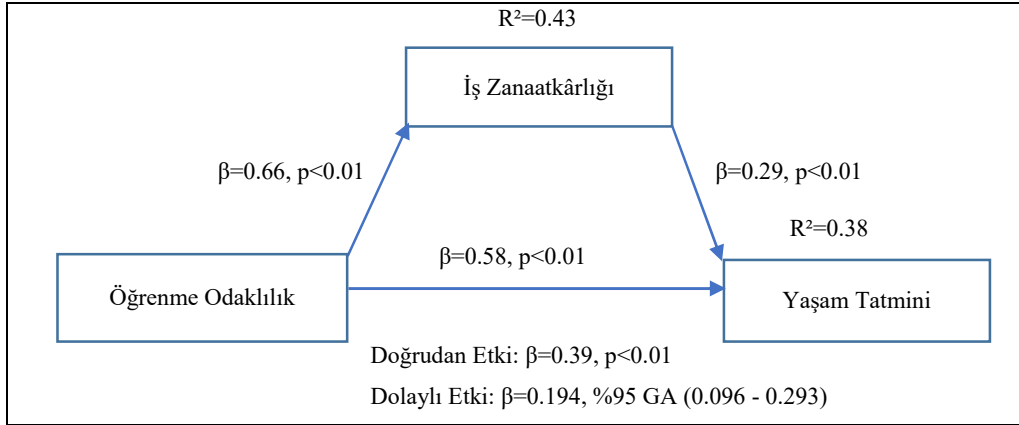 R²=0.43
İş Zanaatkârlığı
β=0.66, p<0.01
β=0.29, p<0.01
R²=0.38
β=0.58, p<0.01
Öğrenme Odaklılık
Yaşam Tatmini
Doğrudan Etki: β=0.39, p<0.01
Dolaylı Etki: β=0.194, %95 GA (0.096 - 0.293)